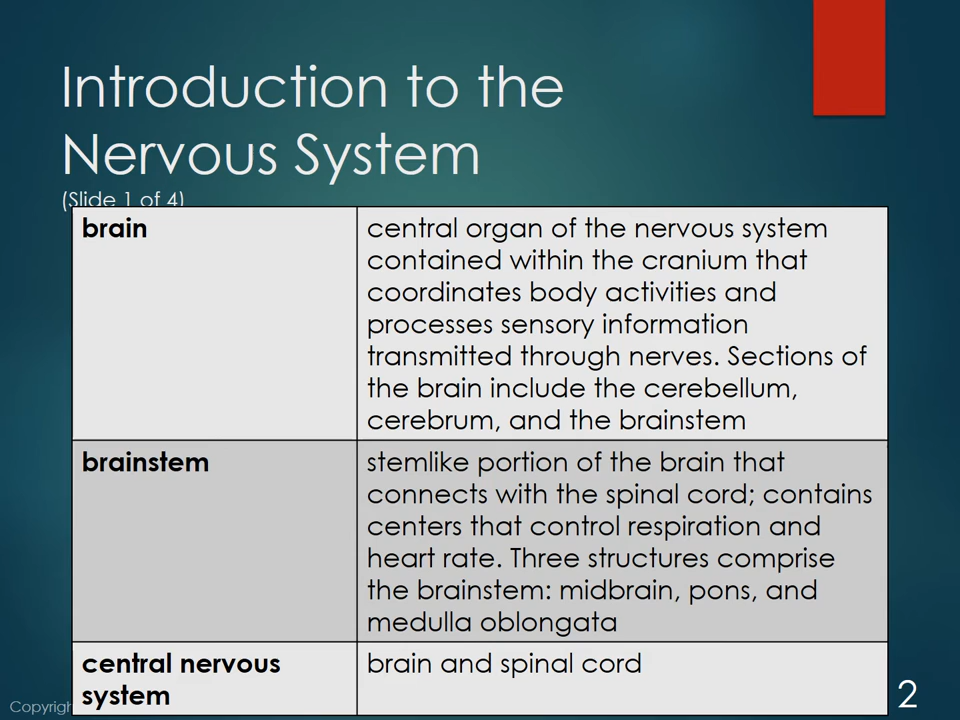 Introduction to the
Nervous System
(Slide 1 of 4)
brain
central organ of the nervous system
contained within the cranium that
coordinates body activities and
processes sensory information
transmitted through nerves. Sections of
the brain include the cerebellum,
cerebrum, and the brainstem
brainstem
stemlike portion of the brain that
connects with the spinal cord; contains
centers that control respiration and
heart rate. Three structures comprise
the brainstem: midbrain, pons, and
medulla oblongata
central nervous
system
brain and spinal cord
2